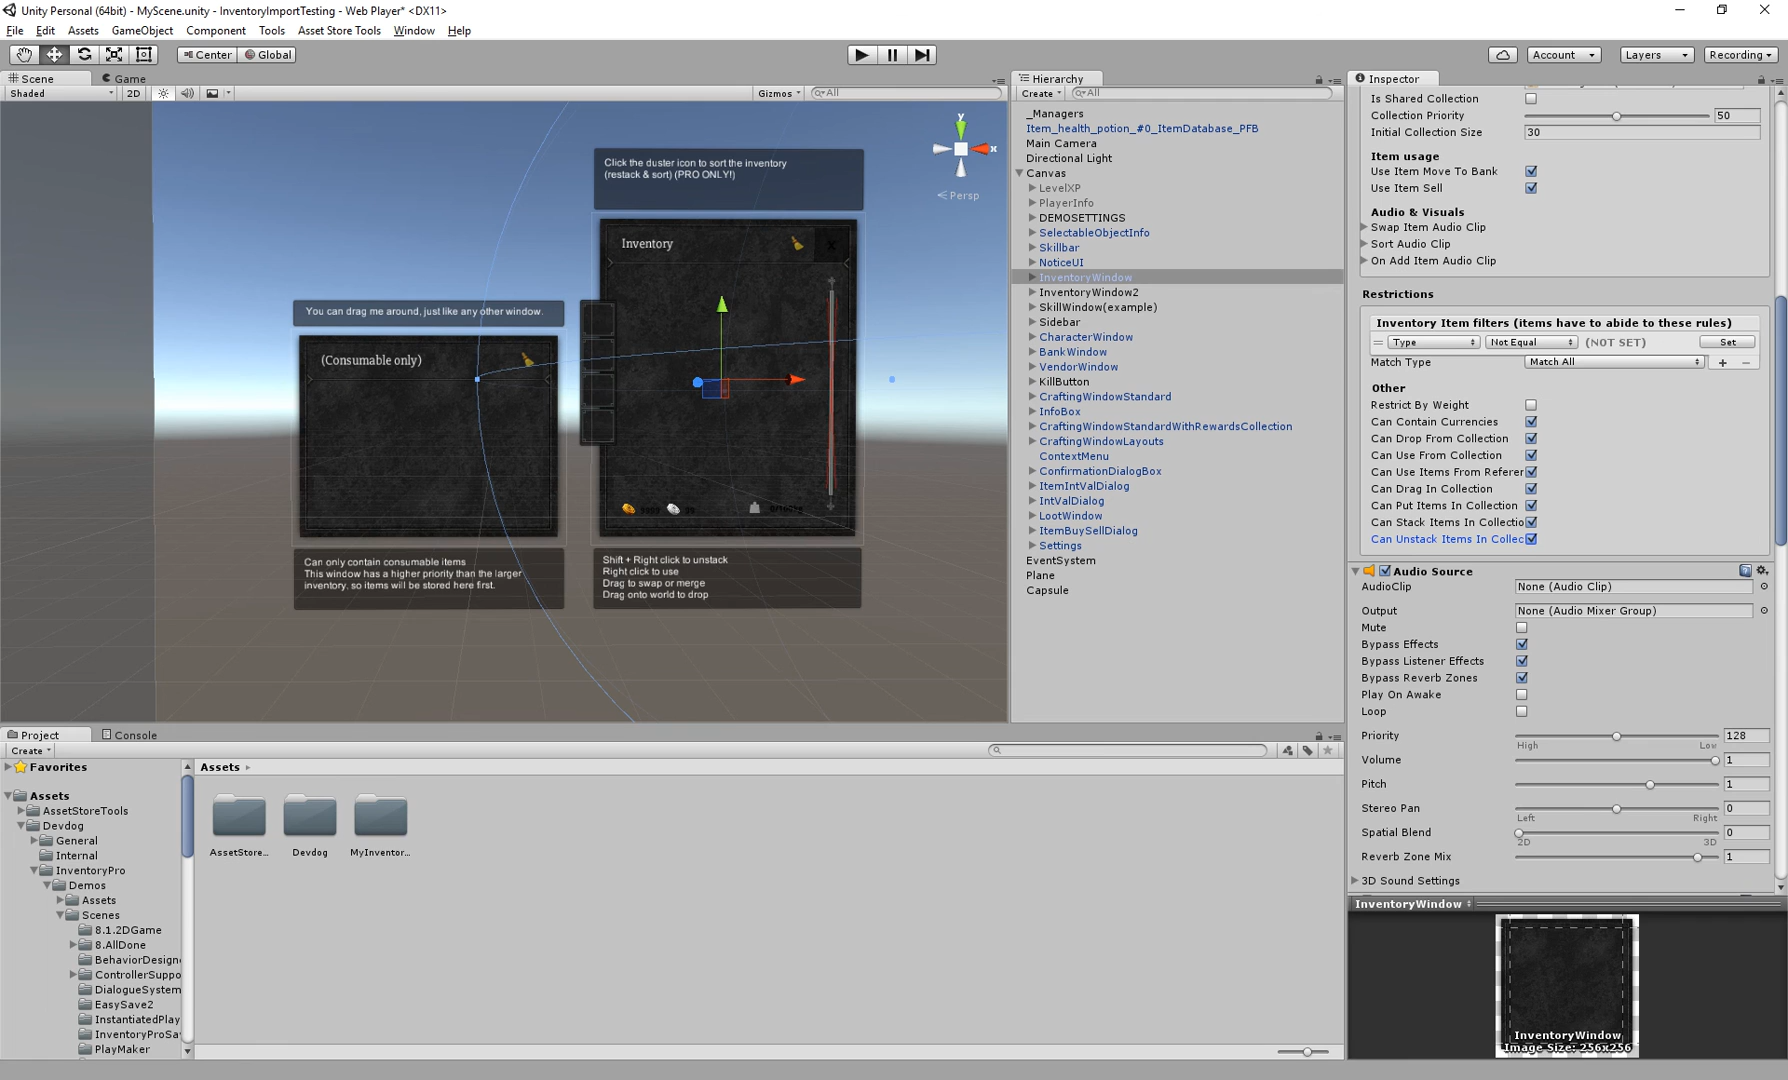 Unity Personal (64bit) - MyScene.unity - InventoryImportTesting - Web Player* <DX11>
File Edit Assets GameObject Component Tools Asset Store Tools Window Help
Center Global Account Layers Recording
Scene Game
Shaded 2D Gizmos All
y
x
Persp
Click the duster icon to sort the inventory
(restack & sort) (PRO ONLY!)
Inventory
X
You can drag me around, just like any other window.
(Consumable only)
Can only contain consumable items
This window has a higher priority than the larger
inventory, so items will be stored here first.
Shift + Right click to unstack
Right click to use
Drag to swap or merge
Drag onto world to drop
Hierarchy
Create All
_Managers
Item_health_potion_#0_ItemDatabase_PFB
Main Camera
Directional Light
Canvas
LevelXP
PlayerInfo
DEMOSETTINGS
SelectableObjectInfo
Skillbar
NoticeUI
InventoryWindow
InventoryWindow2
SkillWindow(example)
Sidebar
CharacterWindow
BankWindow
VendorWindow
KillButton
CraftingWindowStandard
InfoBox
CraftingWindowStandardWithRewardsCollection
CraftingWindowLayouts
ContextMenu
ConfirmationDialogBox
ItemIntValDialog
IntValDialog
LootWindow
ItemBuySellDialog
Settings
EventSystem
Plane
Capsule
Inspector
Is Shared Collection
Collection Priority 50
Initial Collection Size 30
Item usage
Use Item Move To Bank
Use Item Sell
Audio & Visuals
Swap Item Audio Clip
Sort Audio Clip
On Add Item Audio Clip
Restrictions
Inventory Item filters (items have to abide to these rules)
Type Not Equal (NOT SET) Set
Match Type Match All + -
Other
Restrict By Weight
Can Contain Currencies
Can Drop From Collection
Can Use From Collection
Can Use Items From Referer
Can Drag In Collection
Can Put Items In Collection
Can Stack Items In Collectio
Can Unstack Items In Collec
Audio Source
AudioClip None (Audio Clip)
Output None (Audio Mixer Group)
Mute
Bypass Effects
Bypass Listener Effects
Bypass Reverb Zones
Play On Awake
Loop
Priority 128
High Low
Volume 1
Pitch 1
Stereo Pan 0
Left Right
Spatial Blend 0
2D 3D
Reverb Zone Mix 1
3D Sound Settings
InventoryWindow
InventoryWindow
Image Size: 256x256
Project Console
Create
Favorites
Assets
AssetStoreTools
Devdog
General
Internal
InventoryPro
Demos
Assets
Scenes
8.1.2DGame
8.AllDone
BehaviorDesigne
ControllerSuppo
DialogueSystem
EasySave2
InstantiatedPlay
InventoryProSa
PlayMaker
Assets
AssetStore... Devdog MyInventor...